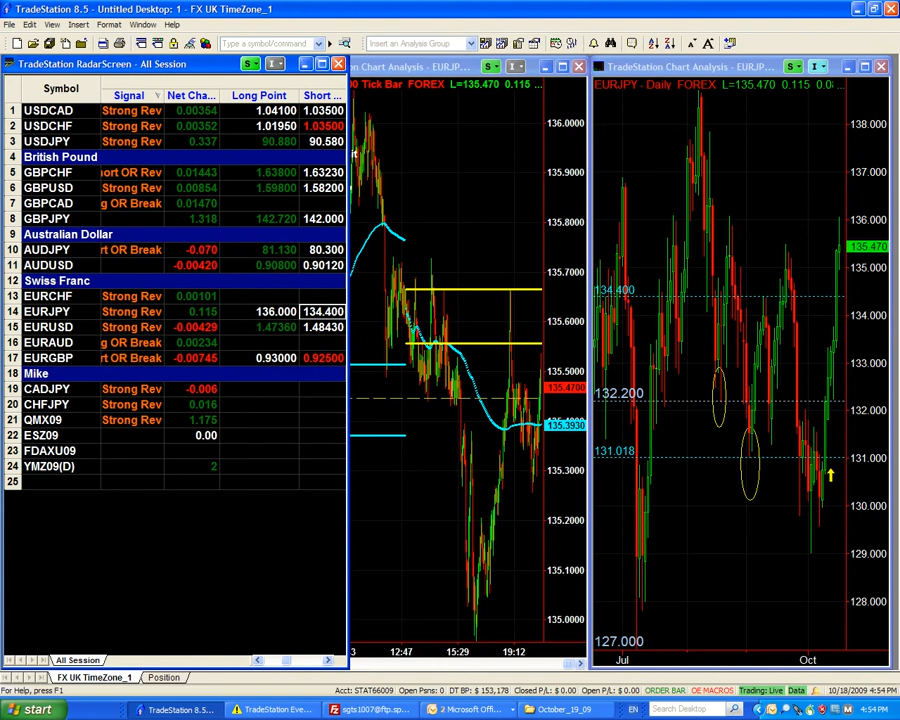 TradeStation 8.5 - Untitled Desktop: 1 - FX UK TimeZone_1
File Edit View Insert Format Window Help
Type a symbol/command
Insert an Analysis Group
TradeStation RadarScreen - All Session
S I
Symbol Signal Net Cha... Long Point Short ...
1 USDCAD Strong Rev 0.00354 1.04100 1.03500
2 USDCHF Strong Rev 0.00352 1.01950 1.03500
3 USDJPY Strong Rev 0.337 90.880 90.580
4 British Pound
5 GBPCHF ort OR Rev 0.01443 1.63800 1.63230
6 GBPUSD Strong Rev 0.00854 1.59800 1.58200
7 GBPCAD g OR Break 0.01470
8 GBPJPY 1.318 142.720 142.000
9 Australian Dollar
10 AUDJPY rt OR Break -0.070 81.130 80.300
11 AUDUSD -0.00420 0.90800 0.90120
12 Swiss Franc
13 EURCHF Strong Rev 0.00101
14 EURJPY Strong Rev 0.115 136.000 134.400
15 EURUSD Strong Rev -0.00429 1.47360 1.48430
16 EURAUD g OR Break 0.00234
17 EURGBP rt OR Break -0.00745 0.93000 0.92500
18 Mike
19 CADJPY Strong Rev -0.006
20 CHFJPY Strong Rev 0.016
21 QMX09 Strong Rev 1.175
22 ESZ09 0.00
23 FDAXU09
24 YMZ09(D) 2
25
All Session
n Chart Analysis - EURJP...
S I
00 Tick Bar FOREX L=135.470 0.115 ...
it
136.0000
135.9000
135.8000
135.7000
135.6000
135.5000
135.4700
135.3930
135.3000
135.2000
135.1000
135.0000
3 12:47 15:29 19:12
TradeStation Chart Analysis - EURJP...
S I
EURJPY - Daily FOREX L=135.470 0.115
138.000
137.000
136.000
135.470
135.000
134.400
134.000
133.000
132.200
132.000
131.018
131.000
130.000
129.000
128.000
127.000
Jul Oct
FX UK TimeZone_1 Position
For Help, press F1
Acct: STAT66009 Open Psns: 0 DT BP: $ 153,178 Closed P/L: $ 0.00 Open P/L: $ 0.00 ORDER BAR OE MACROS Trading: Live Data 10/18/2009 4:54 PM
start TradeStation 8.5... TradeStation Eve... sgts1007@ftp.sp... 2 Microsoft Offi... October_19_09 EN Search Desktop 4:54 PM